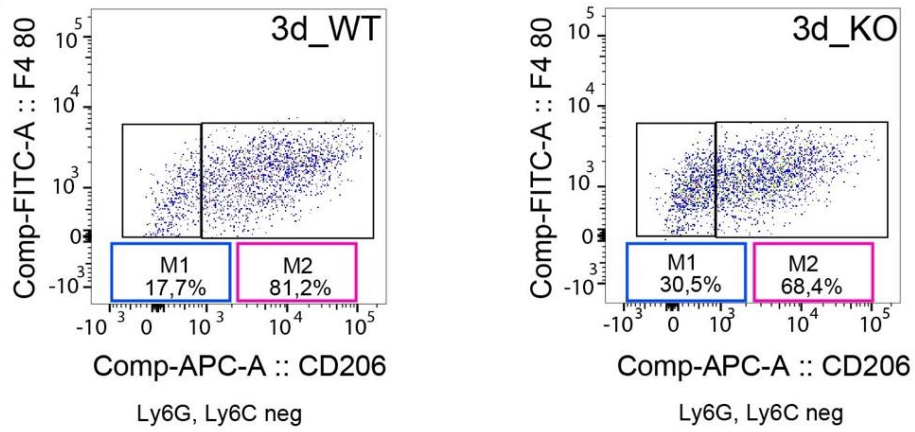 3d_WT
Comp-FITC-A :: F4 80
10 5
10 4
10 3
0
-10 3
M1
17,7%
M2
81,2%
-10 3 0 10 3 10 4 10 5
Comp-APC-A :: CD206
Ly6G, Ly6C neg
3d_KO
Comp-FITC-A :: F4 80
10 5
10 4
10 3
0
-10 3
M1
30,5%
M2
68,4%
-10 3 0 10 3 10 4 10 5
Comp-APC-A :: CD206
Ly6G, Ly6C neg